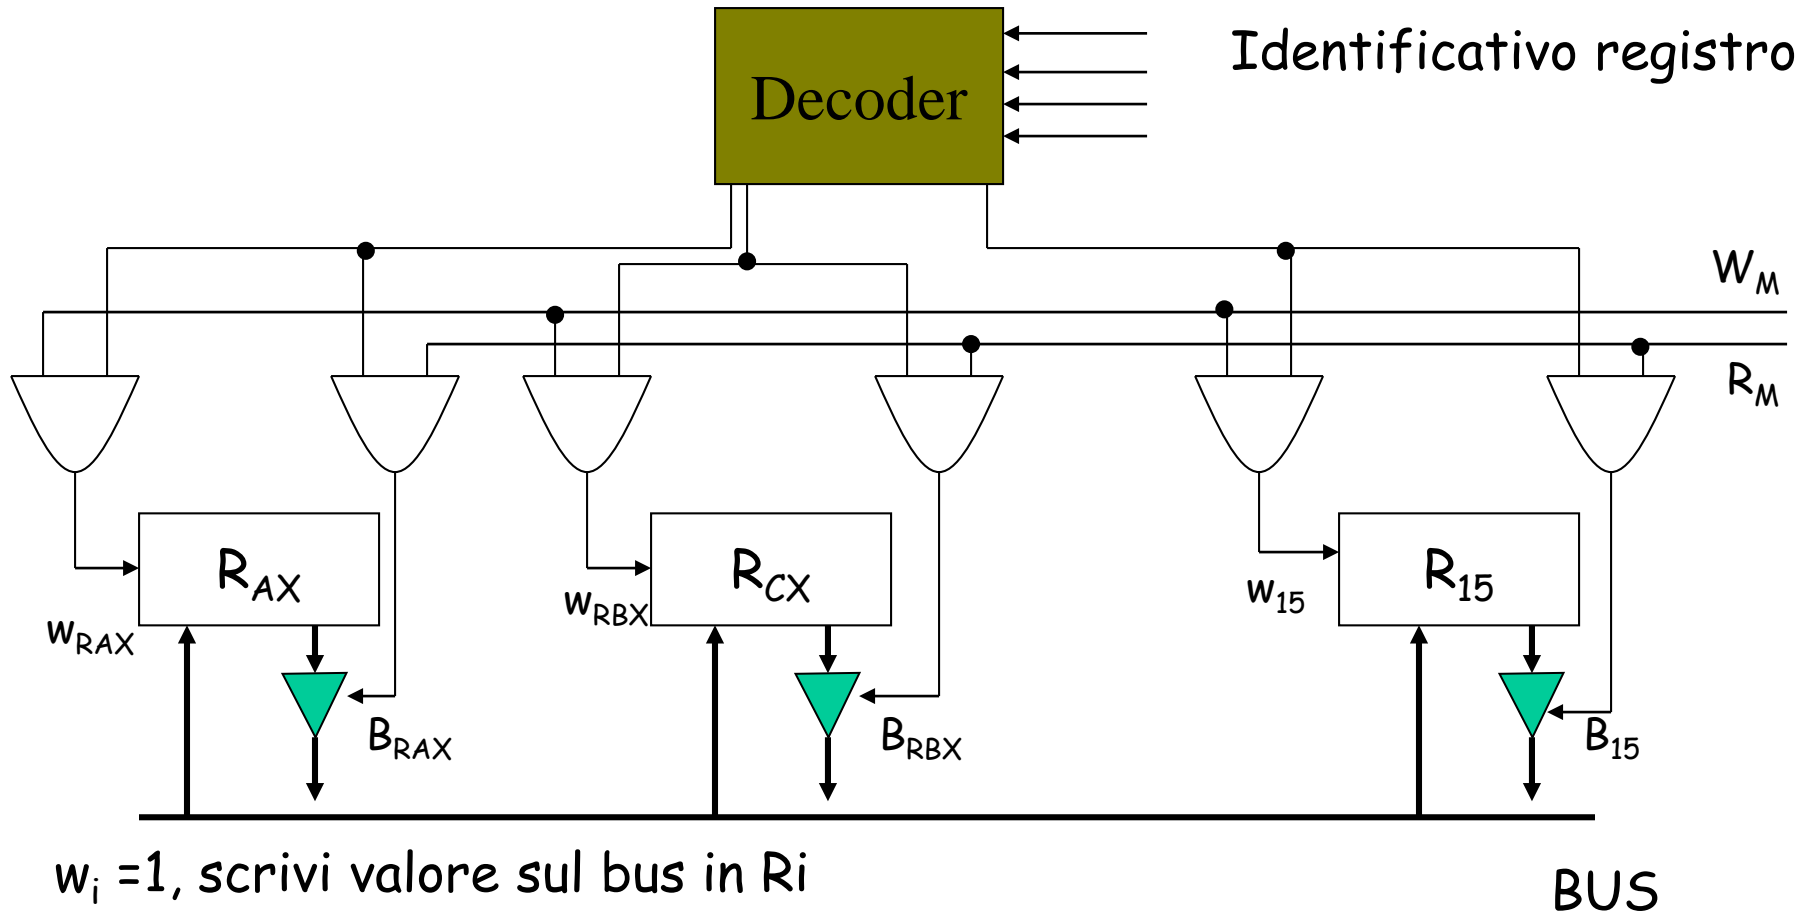 Identificativo registro
Decoder
WM
RM
RAX
RCX
R15
wRAX
wRBX
w15
BRAX
BRBX
B15
wi =1, scrivi valore sul bus in Ri
BUS